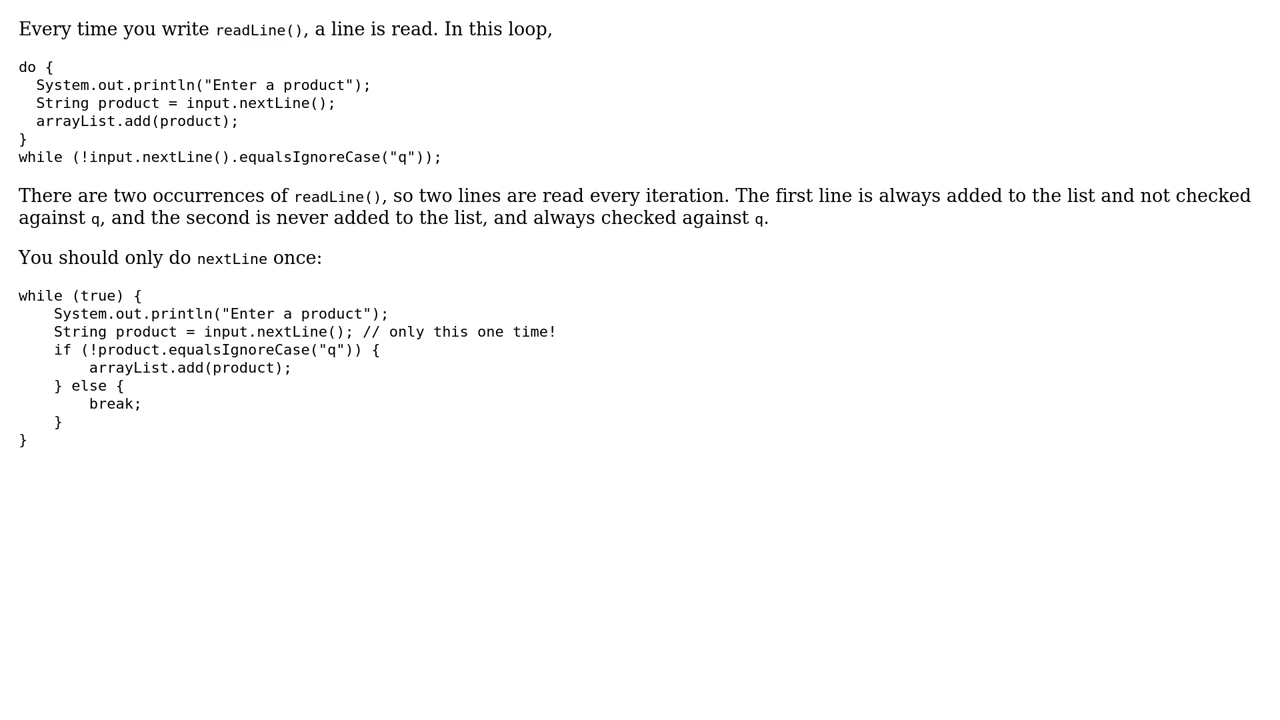 Every time you write readLine(), a line is read. In this loop,
do {
  System.out.println("Enter a product");
  String product = input.nextLine();
  arrayList.add(product);
}
while (!input.nextLine().equalsIgnoreCase("q"));
There are two occurrences of readLine(), so two lines are read every iteration. The first line is always added to the list and not checked
against q, and the second is never added to the list, and always checked against q.
You should only do nextLine once:
while (true) {
    System.out.println("Enter a product");
    String product = input.nextLine(); // only this one time!
    if (!product.equalsIgnoreCase("q")) {
        arrayList.add(product);
    } else {
        break;
    }
}